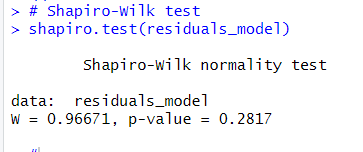 > # Shapiro-Wilk test
> shapiro.test(residuals_model)
Shapiro-Wilk normality test
data:  residuals_model
W = 0.96671, p-value = 0.2817